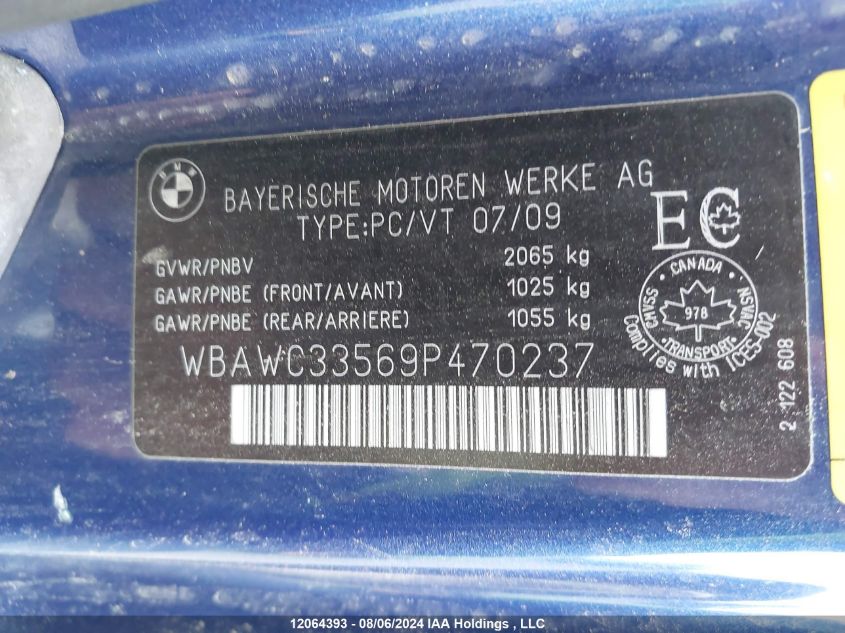 BMW
BAYERISCHE MOTOREN WERKE AG
TYPE:PC/VT 07/09
GVWR/PNBV 2065 kg
GAWR/PNBE (FRONT/AVANT) 1025 kg
GAWR/PNBE (REAR/ARRIERE) 1055 kg
WBAWC33569P470237
EC
CANADA
CMVSS
978
NSVAC
TRANSPORT
Complies with ICES-002
2 122 608
12064393 - 08/06/2024 IAA Holdings , LLC